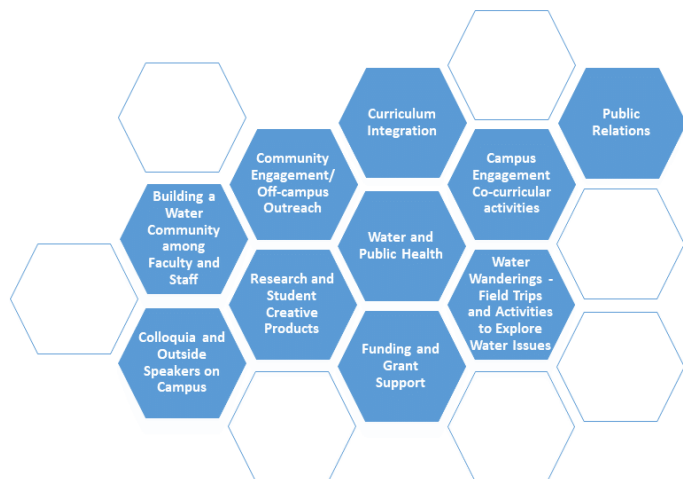 Curriculum
Integration
Public
Relations
Community
Engagement/
Off-campus
Outreach
Campus
Engagement
Co-curricular
activities
Building a
Water
Community
among
Faculty and
Staff
Water and
Public Health
Research and
Student
Creative
Products
Water
Wanderings -
Field Trips
and Activities
to Explore
Water Issues
Colloquia and
Outside
Speakers on
Campus
Funding and
Grant
Support